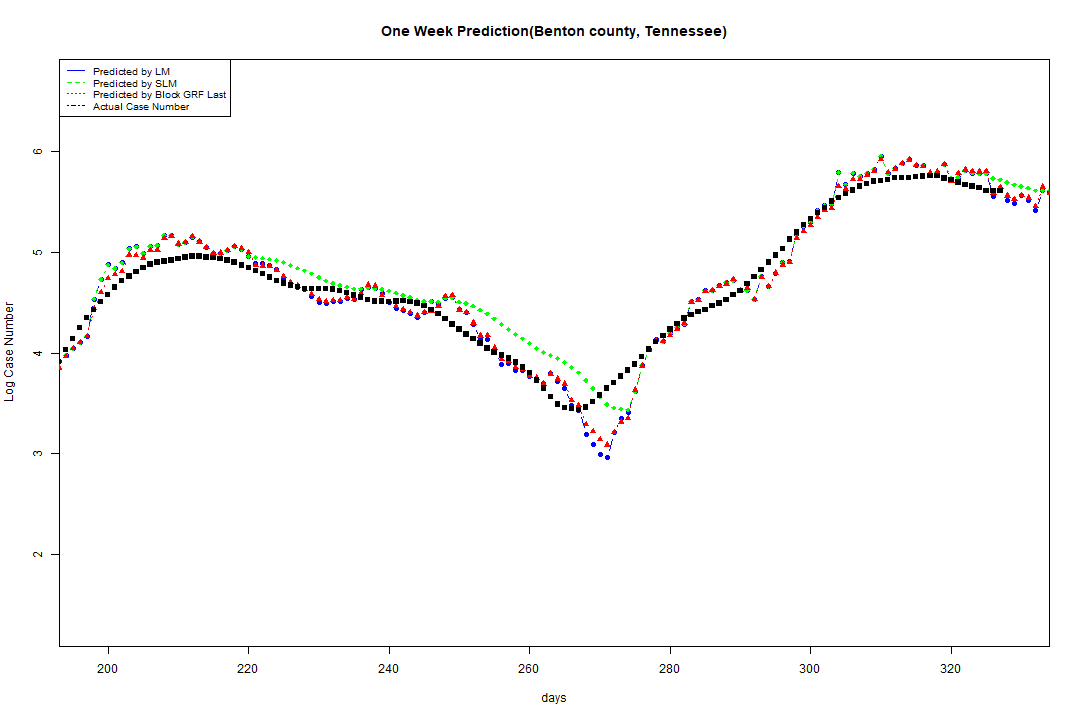 One Week Prediction(Benton county, Tennessee)
Predicted by LM
Predicted by SLM
Predicted by Block GRF Last
Actual Case Number
6
5
4
3
2
Log Case Number
200 220 240 260 280 300 320
days